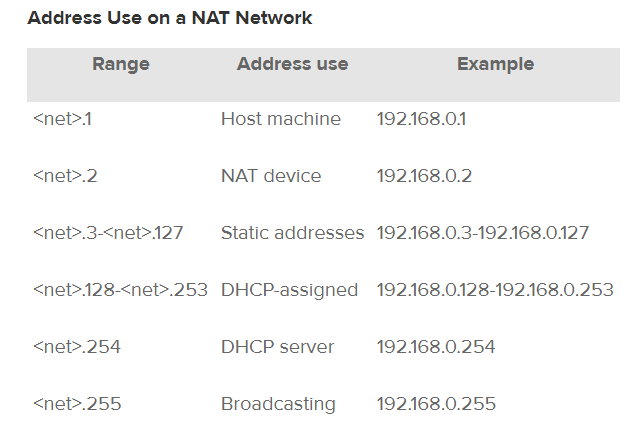 Address Use on a NAT Network
Range Address use Example
<net>.1 Host machine 192.168.0.1
<net>.2 NAT device 192.168.0.2
<net>.3-<net>.127 Static addresses 192.168.0.3-192.168.0.127
<net>.128-<net>.253 DHCP-assigned 192.168.0.128-192.168.0.253
<net>.254 DHCP server 192.168.0.254
<net>.255 Broadcasting 192.168.0.255